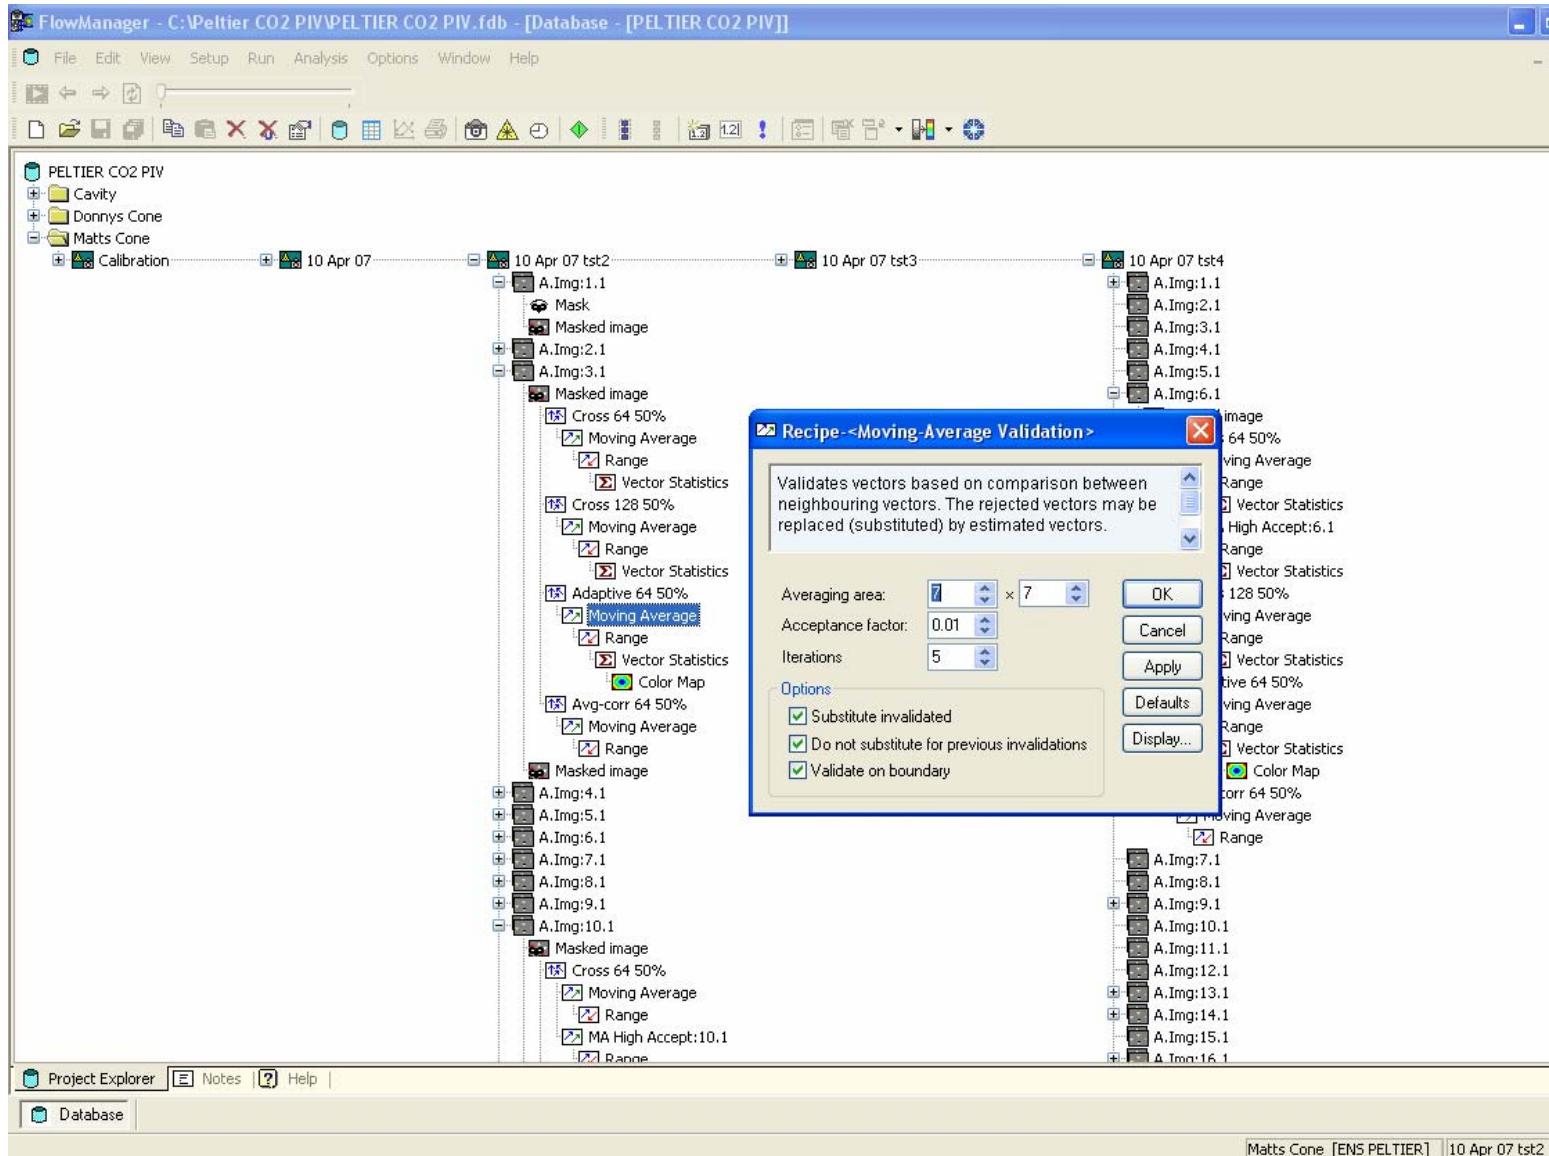 FlowManager - C:\Peltier CO2 PIV\PELTIER CO2 PIV.fdb - [Database - [PELTIER CO2 PIV]]
File Edit View Setup Run Analysis Options Window Help
PELTIER CO2 PIV
Cavity
Donnys Cone
Matts Cone
Calibration
10 Apr 07
10 Apr 07 tst2
A.Img:1.1
Mask
Masked image
A.Img:2.1
A.Img:3.1
Masked image
Cross 64 50%
Moving Average
Range
Vector Statistics
Cross 128 50%
Moving Average
Range
Vector Statistics
Adaptive 64 50%
Moving Average
Range
Vector Statistics
Color Map
Avg-corr 64 50%
Moving Average
Range
Masked image
A.Img:4.1
A.Img:5.1
A.Img:6.1
A.Img:7.1
A.Img:8.1
A.Img:9.1
A.Img:10.1
Masked image
Cross 64 50%
Moving Average
Range
MA High Accept:10.1
Range
10 Apr 07 tst3
10 Apr 07 tst4
A.Img:1.1
A.Img:2.1
A.Img:3.1
A.Img:4.1
A.Img:5.1
A.Img:6.1
image
64 50%
ving Average
Range
Vector Statistics
High Accept:6.1
Range
Vector Statistics
128 50%
ving Average
Range
Vector Statistics
tive 64 50%
ving Average
Range
Vector Statistics
Color Map
corr 64 50%
Moving Average
Range
A.Img:7.1
A.Img:8.1
A.Img:9.1
A.Img:10.1
A.Img:11.1
A.Img:12.1
A.Img:13.1
A.Img:14.1
A.Img:15.1
A.Img:16.1
Recipe-<Moving-Average Validation>
Validates vectors based on comparison between
neighbouring vectors. The rejected vectors may be
replaced (substituted) by estimated vectors.
Averaging area: 7 × 7
Acceptance factor: 0.01
Iterations 5
Options
Substitute invalidated
Do not substitute for previous invalidations
Validate on boundary
OK
Cancel
Apply
Defaults
Display...
Project Explorer Notes Help
Database
Matts Cone [ENS PELTIER] 10 Apr 07 tst2